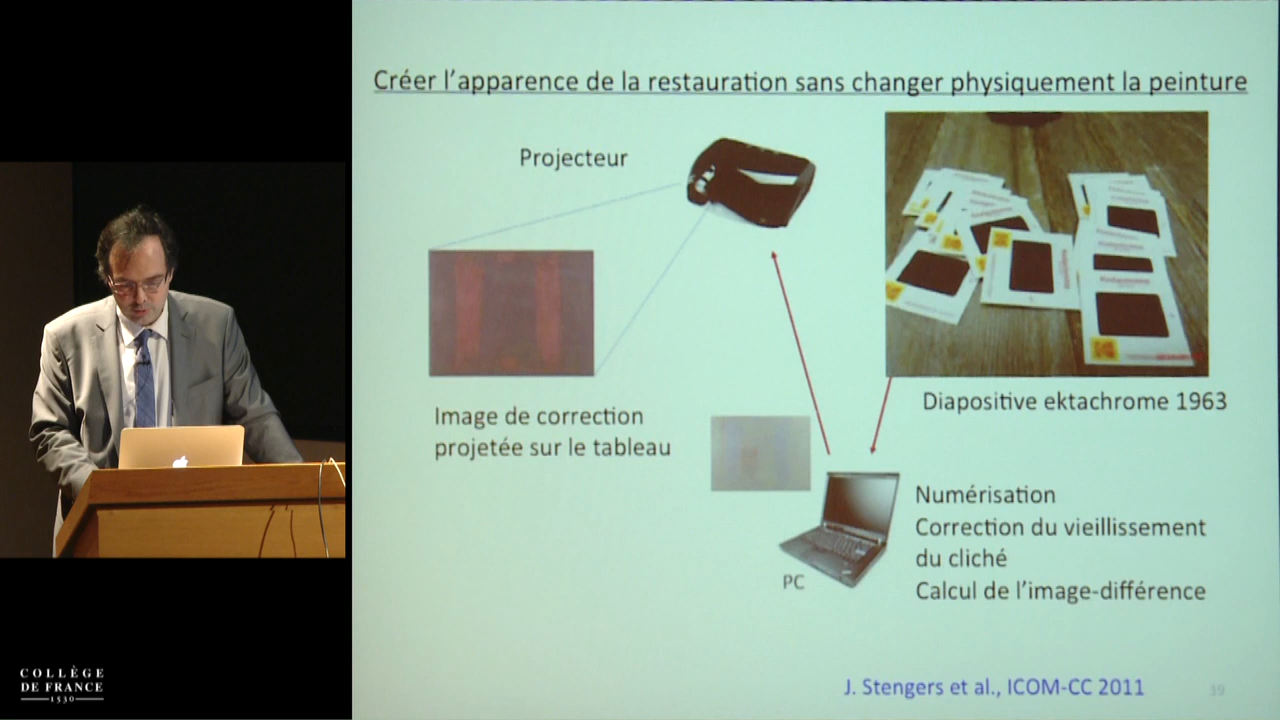 Créer l'apparence de la restauration sans changer physiquement la peinture
Projecteur
Image de correction
projetée sur le tableau
Diapositive ektachrome 1963
Numérisation
Correction du vieillissement
du cliché
Calcul de l'image-différence
PC
J. Stengers et al., ICOM-CC 2011
39
COLLÈGE
DE FRANCE
1530